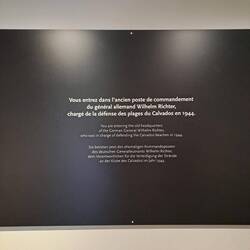 Vous entrez dans l'ancien poste de commandement
du général allemand Wilhelm Richter,
chargé de la défense des plages du Calvados en 1944.
You are entering the old headquarters
of the German General Wilhelm Richter,
who was in charge of defending the Calvados beaches in 1944.
Sie betreten jetzt den ehemaligen Kommandoposten
des deutschen Generalleutnants Wilhelm Richter,
dem Verantwortlichen für die Verteidigung der Strände
an der Küste des Calvados im Jahr 1944.